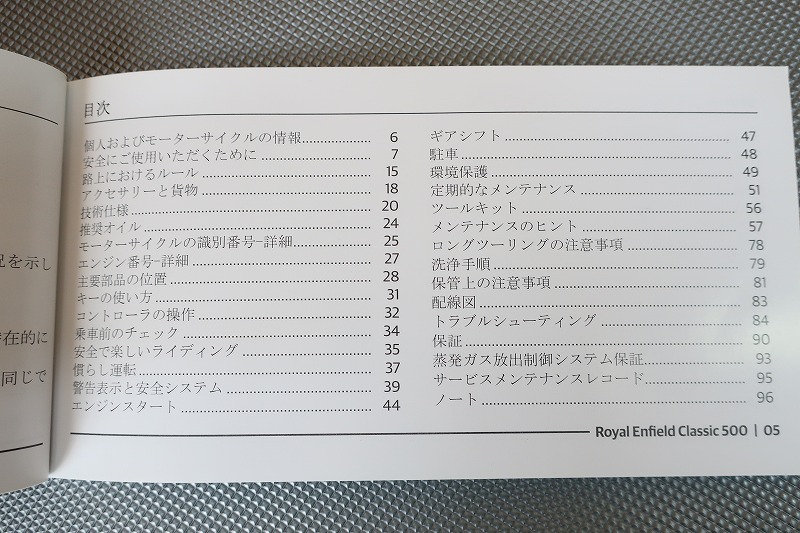 目次
個人およびモーターサイクルの情報.................... 6
安全にご使用いただくために................................ 7
路上におけるルール................................................ 15
アクセサリーと貨物................................................ 18
技術仕様.................................................................... 20
推奨オイル................................................................ 24
モーターサイクルの識別番号–詳細...................... 25
エンジン番号–詳細.................................................. 27
主要部品の位置........................................................ 28
キーの使い方............................................................ 31
コントローラの操作................................................ 32
乗車前のチェック.................................................... 34
安全で楽しいライディング.................................... 35
慣らし運転................................................................ 37
警告表示と安全システム........................................ 39
エンジンスタート.................................................... 44
ギアシフト................................................................ 47
駐車............................................................................ 48
環境保護.................................................................... 49
定期的なメンテナンス............................................ 51
ツールキット............................................................ 56
メンテナンスのヒント............................................ 57
ロングツーリングの注意事項................................ 78
洗浄手順.................................................................... 79
保管上の注意事項.................................................... 81
配線図........................................................................ 83
トラブルシューティング........................................ 84
保証............................................................................ 90
蒸発ガス放出制御システム保証............................ 93
サービスメンテナンスレコード............................ 95
ノート........................................................................ 96
Royal Enfield Classic 500 | 05
を示し
在的に
同じで